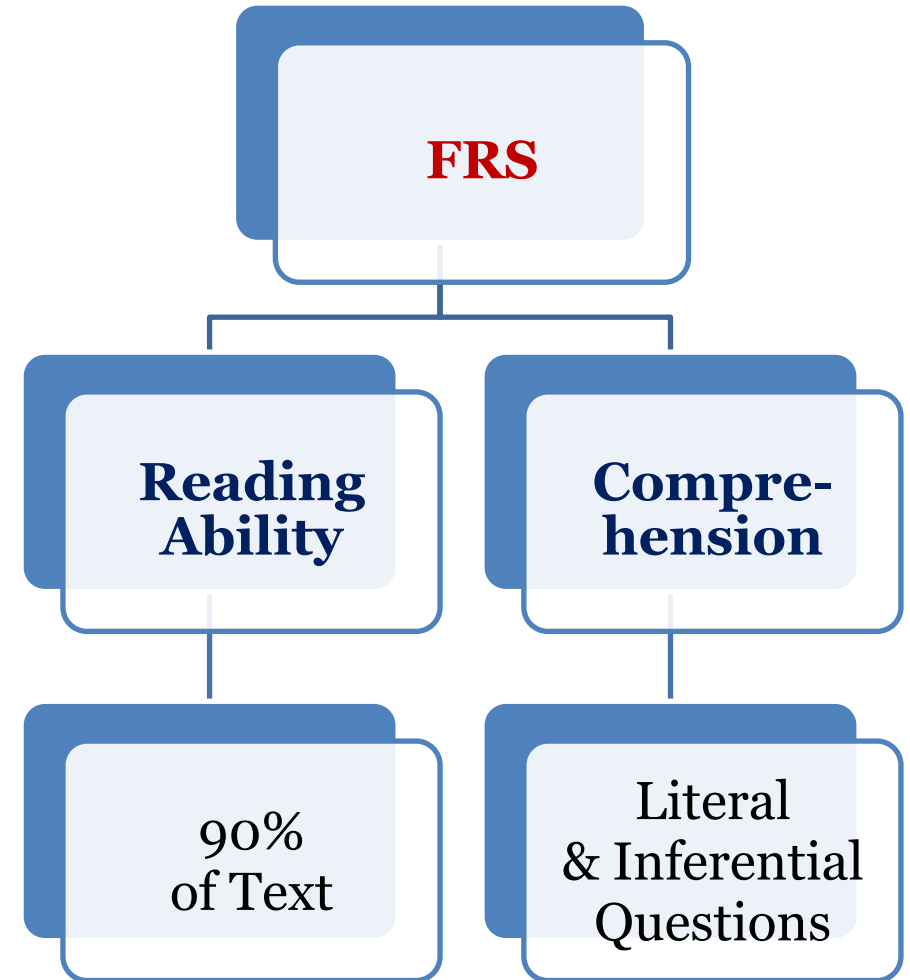 FRS
Reading
Ability
Compre-
hension
90%
of Text
Literal
& Inferential
Questions